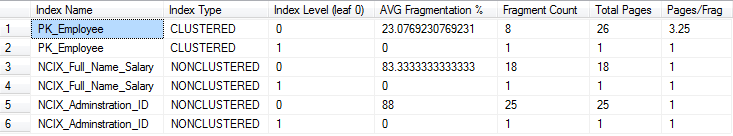 Index Name Index Type Index Level (leaf 0) AVG Fragmentation % Fragment Count Total Pages Pages/Frag
1 PK_Employee CLUSTERED 0 23.0769230769231 8 26 3.25
2 PK_Employee CLUSTERED 1 0 1 1 1
3 NCIX_Full_Name_Salary NONCLUSTERED 0 83.3333333333333 18 18 1
4 NCIX_Full_Name_Salary NONCLUSTERED 1 0 1 1 1
5 NCIX_Adminstration_ID NONCLUSTERED 0 88 25 25 1
6 NCIX_Adminstration_ID NONCLUSTERED 1 0 1 1 1